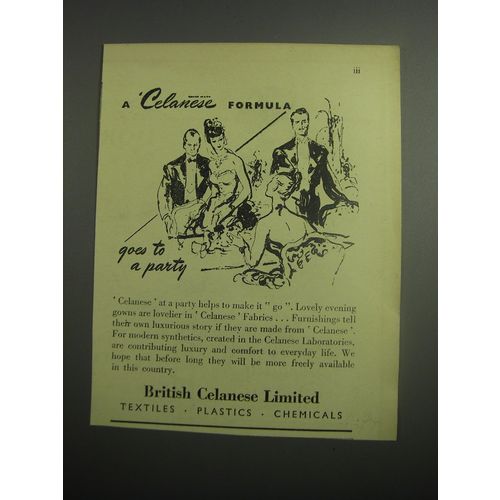 iii
A 'Celanese' FORMULA
goes to
a party
' Celanese ' at a party helps to make it " go ". Lovely evening
gowns are lovelier in ' Celanese ' Fabrics . . . Furnishings tell
their own luxurious story if they are made from ' Celanese '.
For modern synthetics, created in the Celanese Laboratories,
are contributing luxury and comfort to everyday life. We
hope that before long they will be more freely available
in this country.
British Celanese Limited
TEXTILES · PLASTICS · CHEMICALS